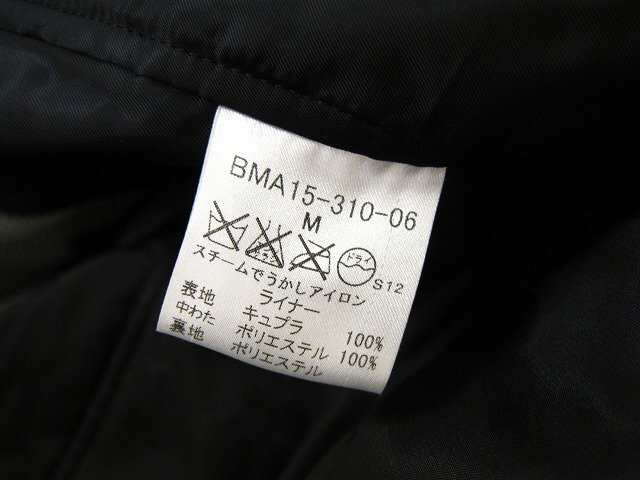 BMA15-310-06
M
ドライ S12
スチームでうかしアイロン
ライナー
表地 キュプラ 100%
中わた ポリエステル 100%
裏地 ポリエステル